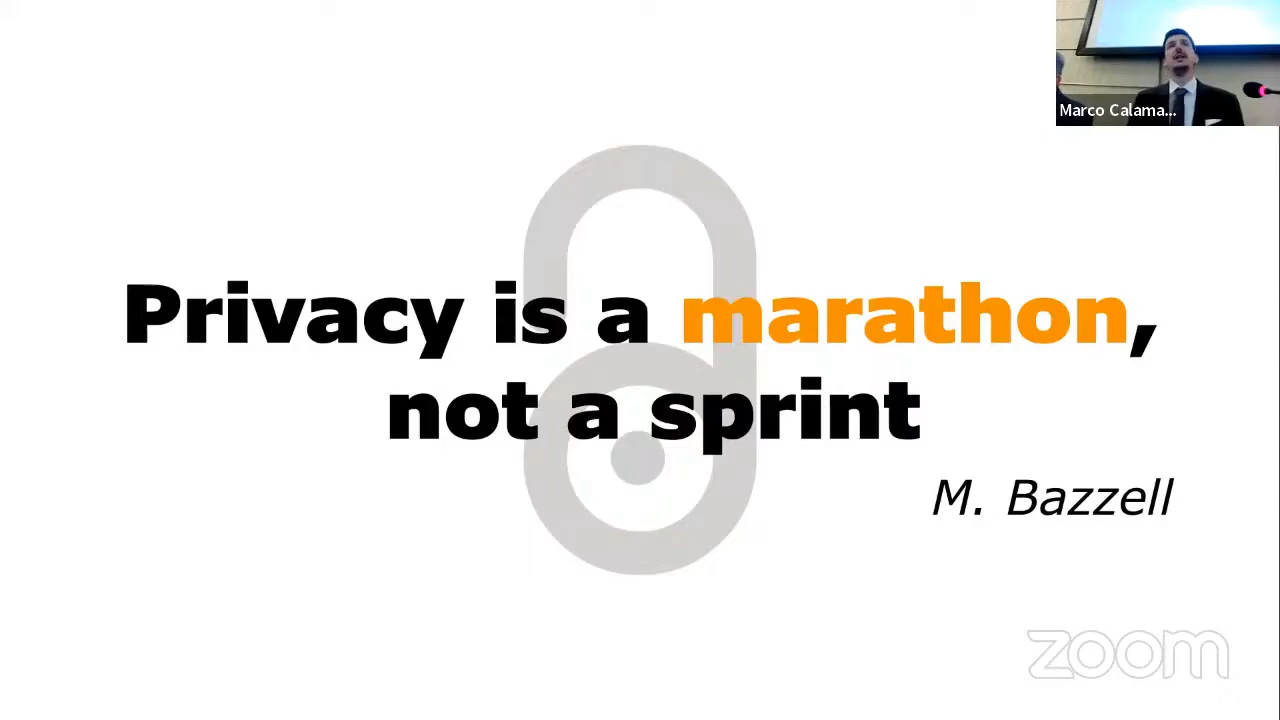 Marco Calama...
Privacy is a marathon,
not a sprint
M. Bazzell
zoom